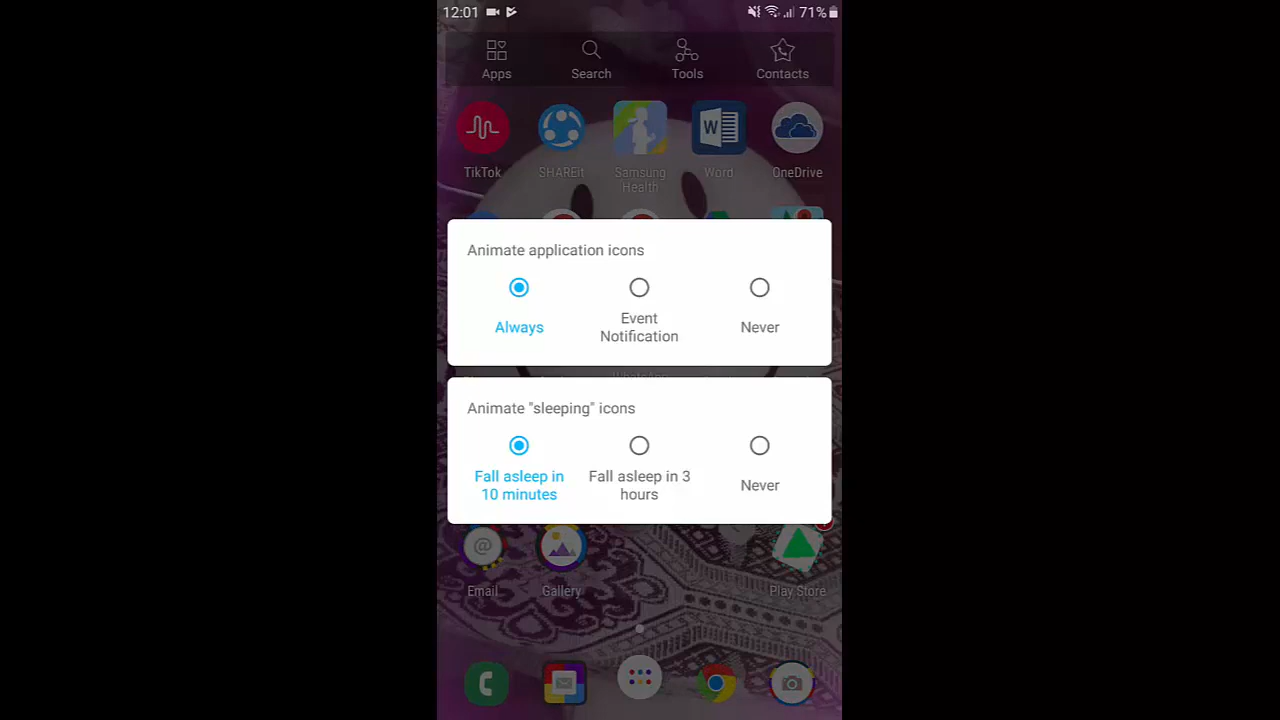 12:01
71%
Apps Search Tools Contacts
TikTok SHAREit Samsung Health Word OneDrive
Animate application icons
Always Event Notification Never
WhatsApp
Animate "sleeping" icons
Fall asleep in 10 minutes Fall asleep in 3 hours Never
Email Gallery Play Store